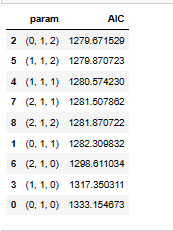 param AIC
2 (0, 1, 2) 1279.671529
5 (1, 1, 2) 1279.870723
4 (1, 1, 1) 1280.574230
7 (2, 1, 1) 1281.507862
8 (2, 1, 2) 1281.870722
1 (0, 1, 1) 1282.309832
6 (2, 1, 0) 1298.611034
3 (1, 1, 0) 1317.350311
0 (0, 1, 0) 1333.154673